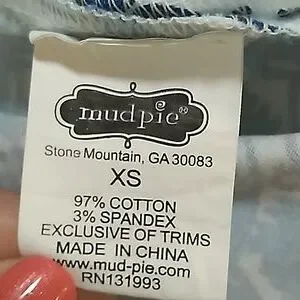 mudpie®
Stone Mountain, GA 30083
XS
97% COTTON
3% SPANDEX
EXCLUSIVE OF TRIMS
MADE IN CHINA
www.mud-pie.com
RN131993